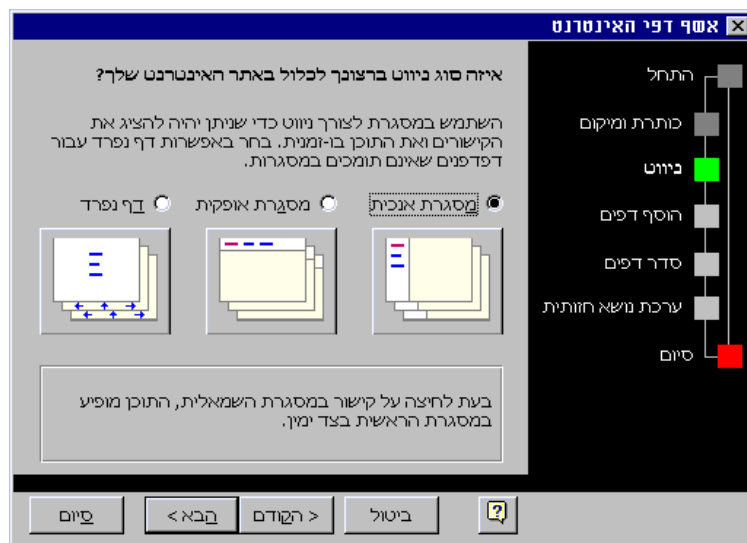 אשף דפי האינטרנט
התחל
כותרת ומיקום
ניווט
הוסף דפים
סדר דפים
ערכת נושא חזותית
סיום
איזה סוג ניווט ברצונך לכלול באתר האינטרנט שלך?
השתמש במסגרת לצורך ניווט כדי שניתן יהיה להציג את
הקישורים ואת התוכן בו-זמנית. בחר באפשרות דף נפרד עבור
דפדפנים שאינם תומכים במסגרות.
מסגרת אנכית
מסגרת אופקית
דף נפרד
בעת לחיצה על קישור במסגרת השמאלית, התוכן מופיע
במסגרת הראשית בצד ימין.
ביטול
< הקודם
הבא >
סיום